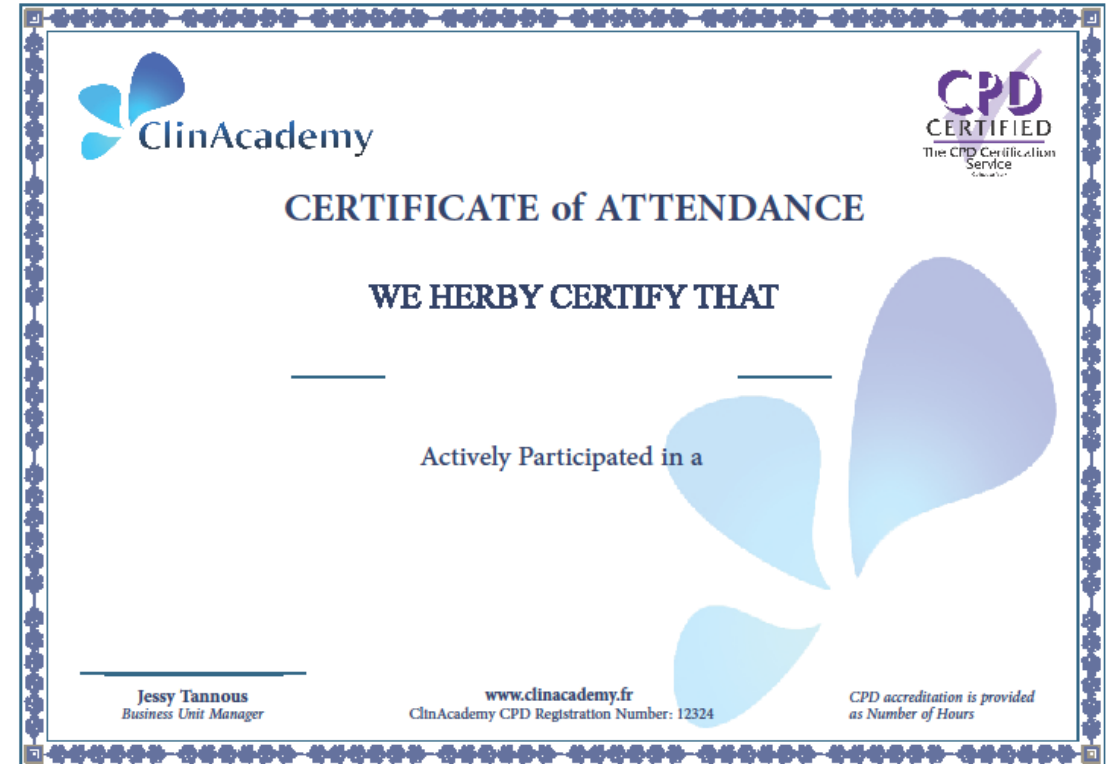 ClinAcademy
CPD
CERTIFIED
The CPD Certification
Service
CERTIFICATE of ATTENDANCE
WE HERBY CERTIFY THAT
Actively Participated in a
Jessy Tannous
Business Unit Manager
www.clinacademy.fr
ClinAcademy CPD Registration Number: 12324
CPD accreditation is provided
as Number of Hours